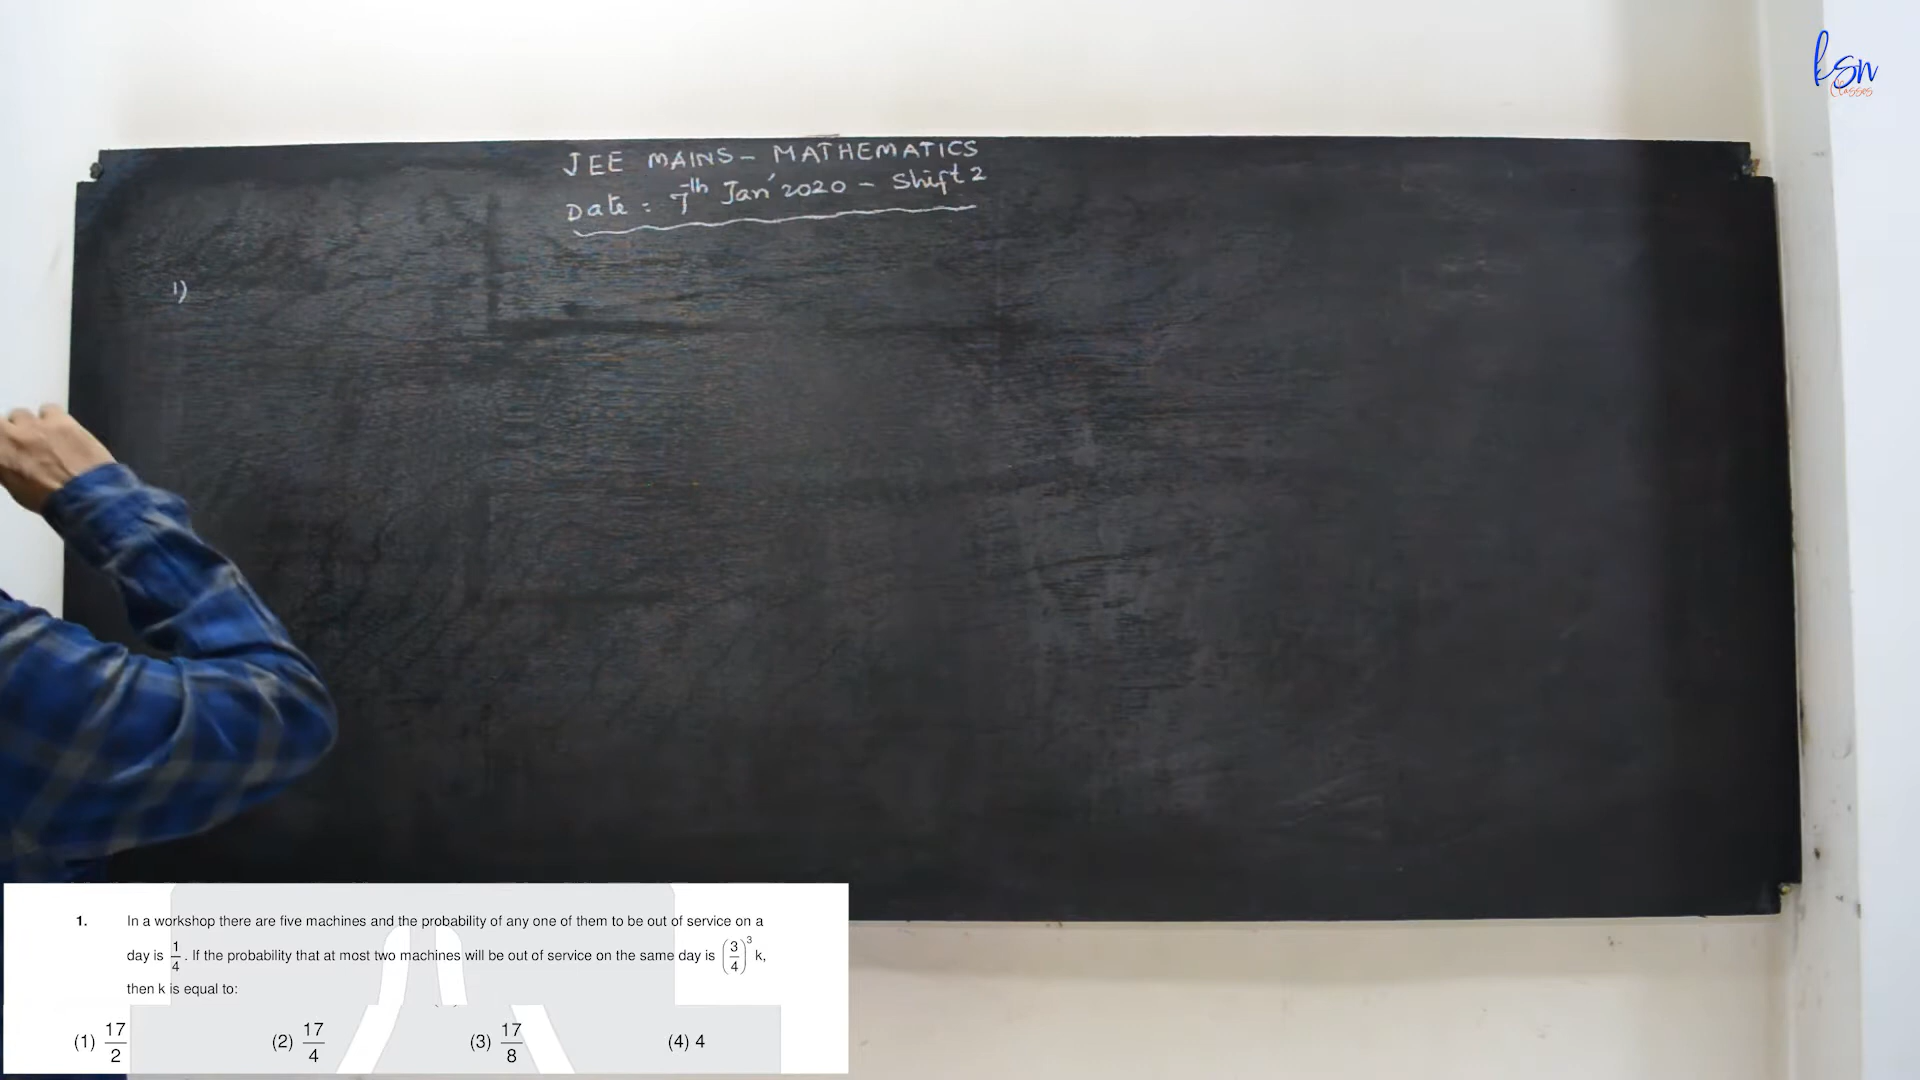 ksn
Classes
JEE MAINS - MATHEMATICS
Date : 7th Jan' 2020 - Shift 2
1)
1. In a workshop there are five machines and the probability of any one of them to be out of service on a
day is 1/4. If the probability that at most two machines will be out of service on the same day is (3/4)^3 k,
then k is equal to:
(1) 17/2 (2) 17/4 (3) 17/8 (4) 4